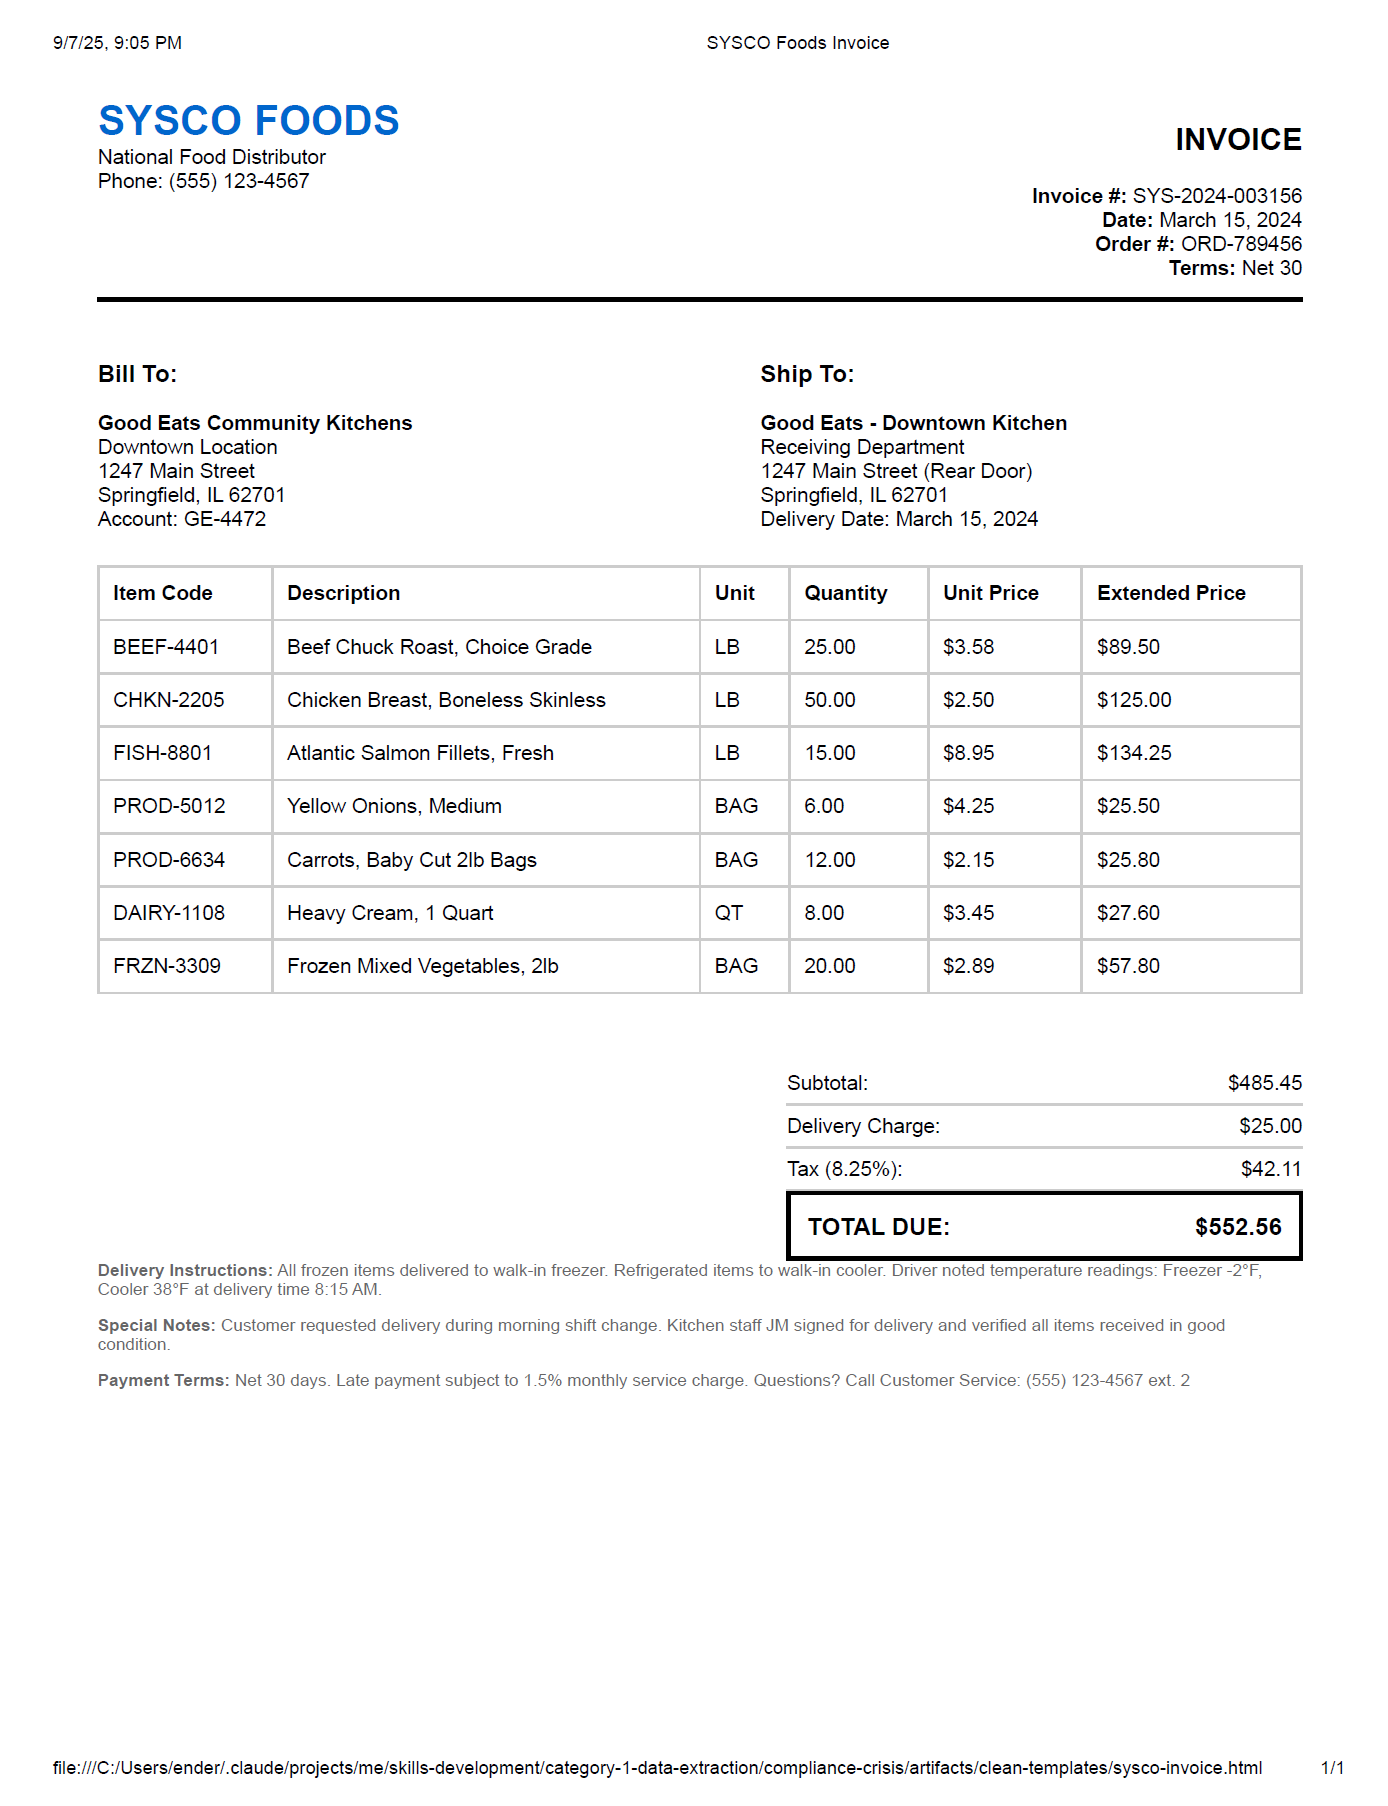 9/7/25, 9:05 PM SYSCO Foods Invoice
SYSCO FOODS
National Food Distributor
Phone: (555) 123-4567
INVOICE
Invoice #: SYS-2024-003156
Date: March 15, 2024
Order #: ORD-789456
Terms: Net 30
Bill To:
Good Eats Community Kitchens
Downtown Location
1247 Main Street
Springfield, IL 62701
Account: GE-4472
Ship To:
Good Eats - Downtown Kitchen
Receiving Department
1247 Main Street (Rear Door)
Springfield, IL 62701
Delivery Date: March 15, 2024
Item Code Description Unit Quantity Unit Price Extended Price
BEEF-4401 Beef Chuck Roast, Choice Grade LB 25.00 $3.58 $89.50
CHKN-2205 Chicken Breast, Boneless Skinless LB 50.00 $2.50 $125.00
FISH-8801 Atlantic Salmon Fillets, Fresh LB 15.00 $8.95 $134.25
PROD-5012 Yellow Onions, Medium BAG 6.00 $4.25 $25.50
PROD-6634 Carrots, Baby Cut 2lb Bags BAG 12.00 $2.15 $25.80
DAIRY-1108 Heavy Cream, 1 Quart QT 8.00 $3.45 $27.60
FRZN-3309 Frozen Mixed Vegetables, 2lb BAG 20.00 $2.89 $57.80
Subtotal: $485.45
Delivery Charge: $25.00
Tax (8.25%): $42.11
TOTAL DUE: $552.56
Delivery Instructions: All frozen items delivered to walk-in freezer. Refrigerated items to walk-in cooler. Driver noted temperature readings: Freezer -2°F,
Cooler 38°F at delivery time 8:15 AM.
Special Notes: Customer requested delivery during morning shift change. Kitchen staff JM signed for delivery and verified all items received in good
condition.
Payment Terms: Net 30 days. Late payment subject to 1.5% monthly service charge. Questions? Call Customer Service: (555) 123-4567 ext. 2
file:///C:/Users/ender/.claude/projects/me/skills-development/category-1-data-extraction/compliance-crisis/artifacts/clean-templates/sysco-invoice.html 1/1